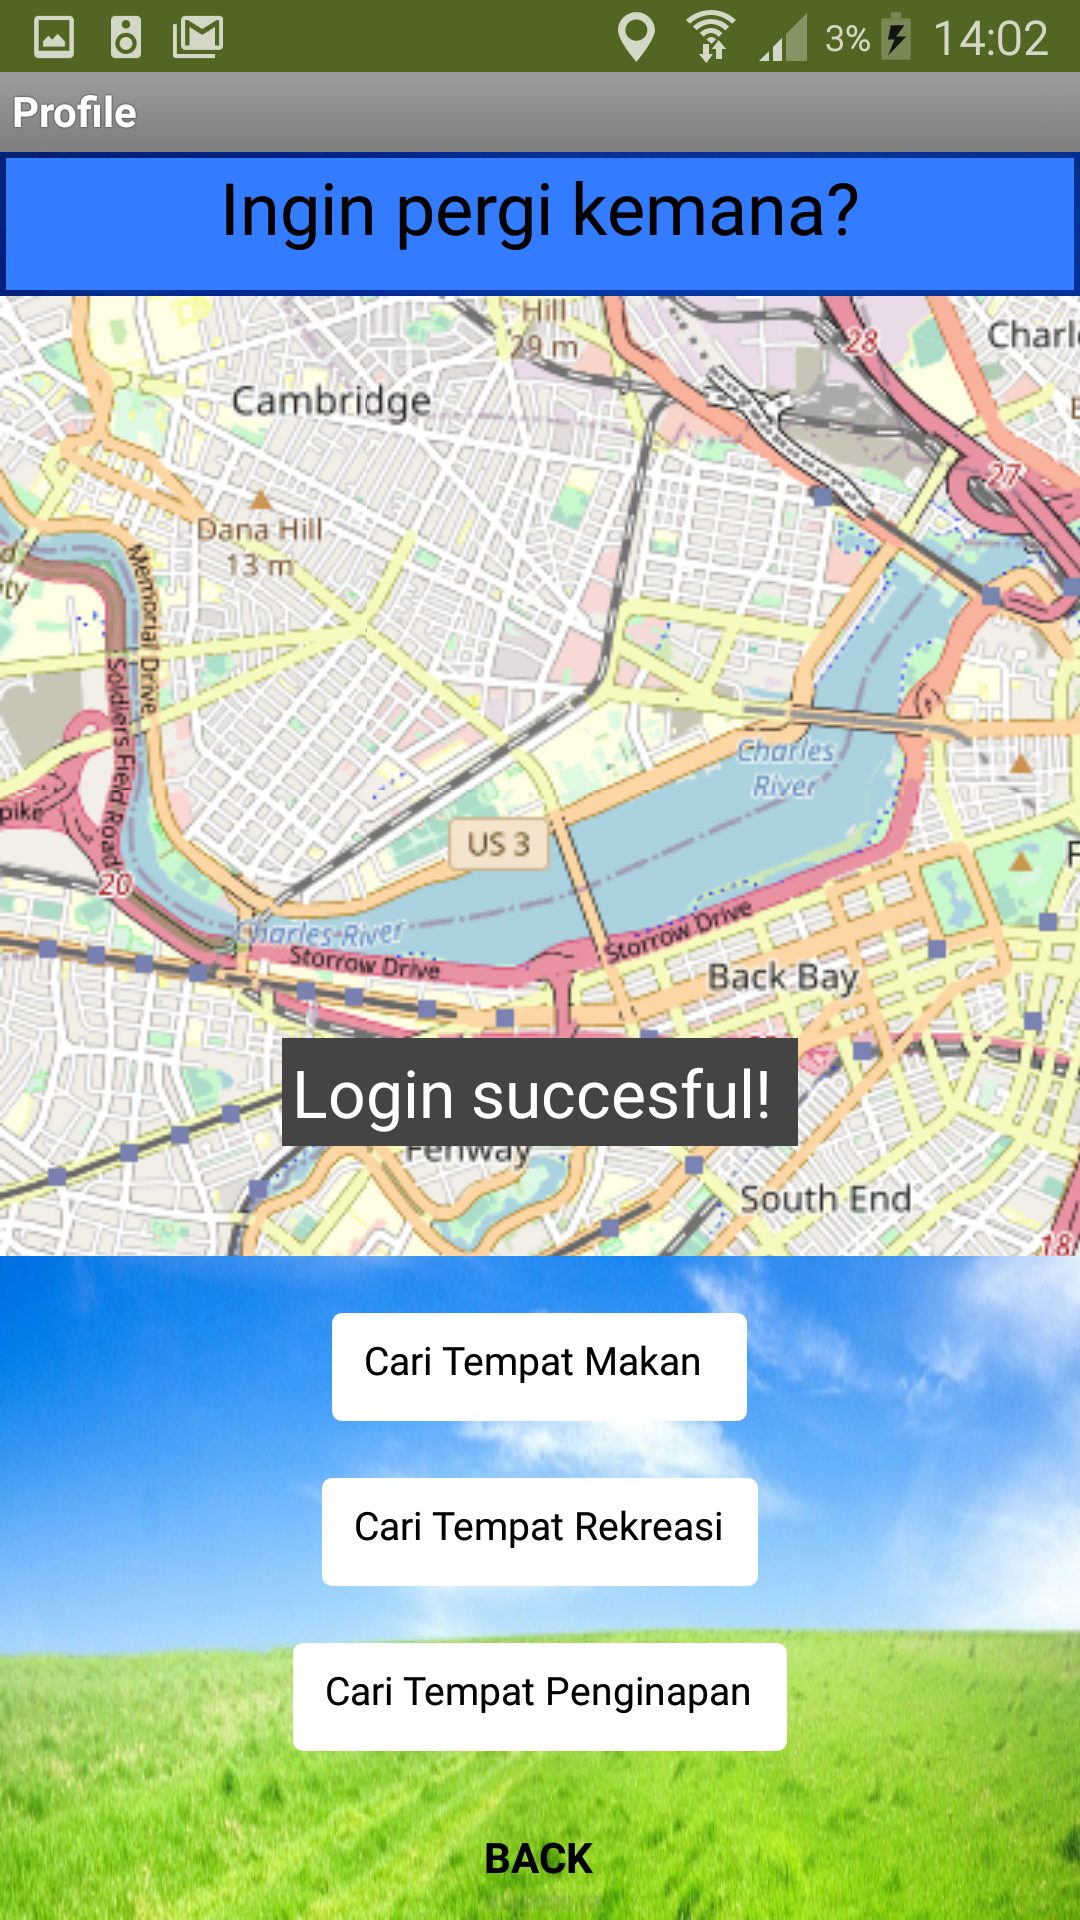 3% 14:02
Profile
Ingin pergi kemana?
Hill
29 m
28
Charl
Cambridge
27
Dana Hill
13 m
Memorial Drive
Soldiers Field Road
Charles
River
pike
US 3
20
Charles River
Storrow Drive
Storrow Drive
Back Bay
Login succesful!
Fenway
South End
18
Cari Tempat Makan
Cari Tempat Rekreasi
Cari Tempat Penginapan
BACK